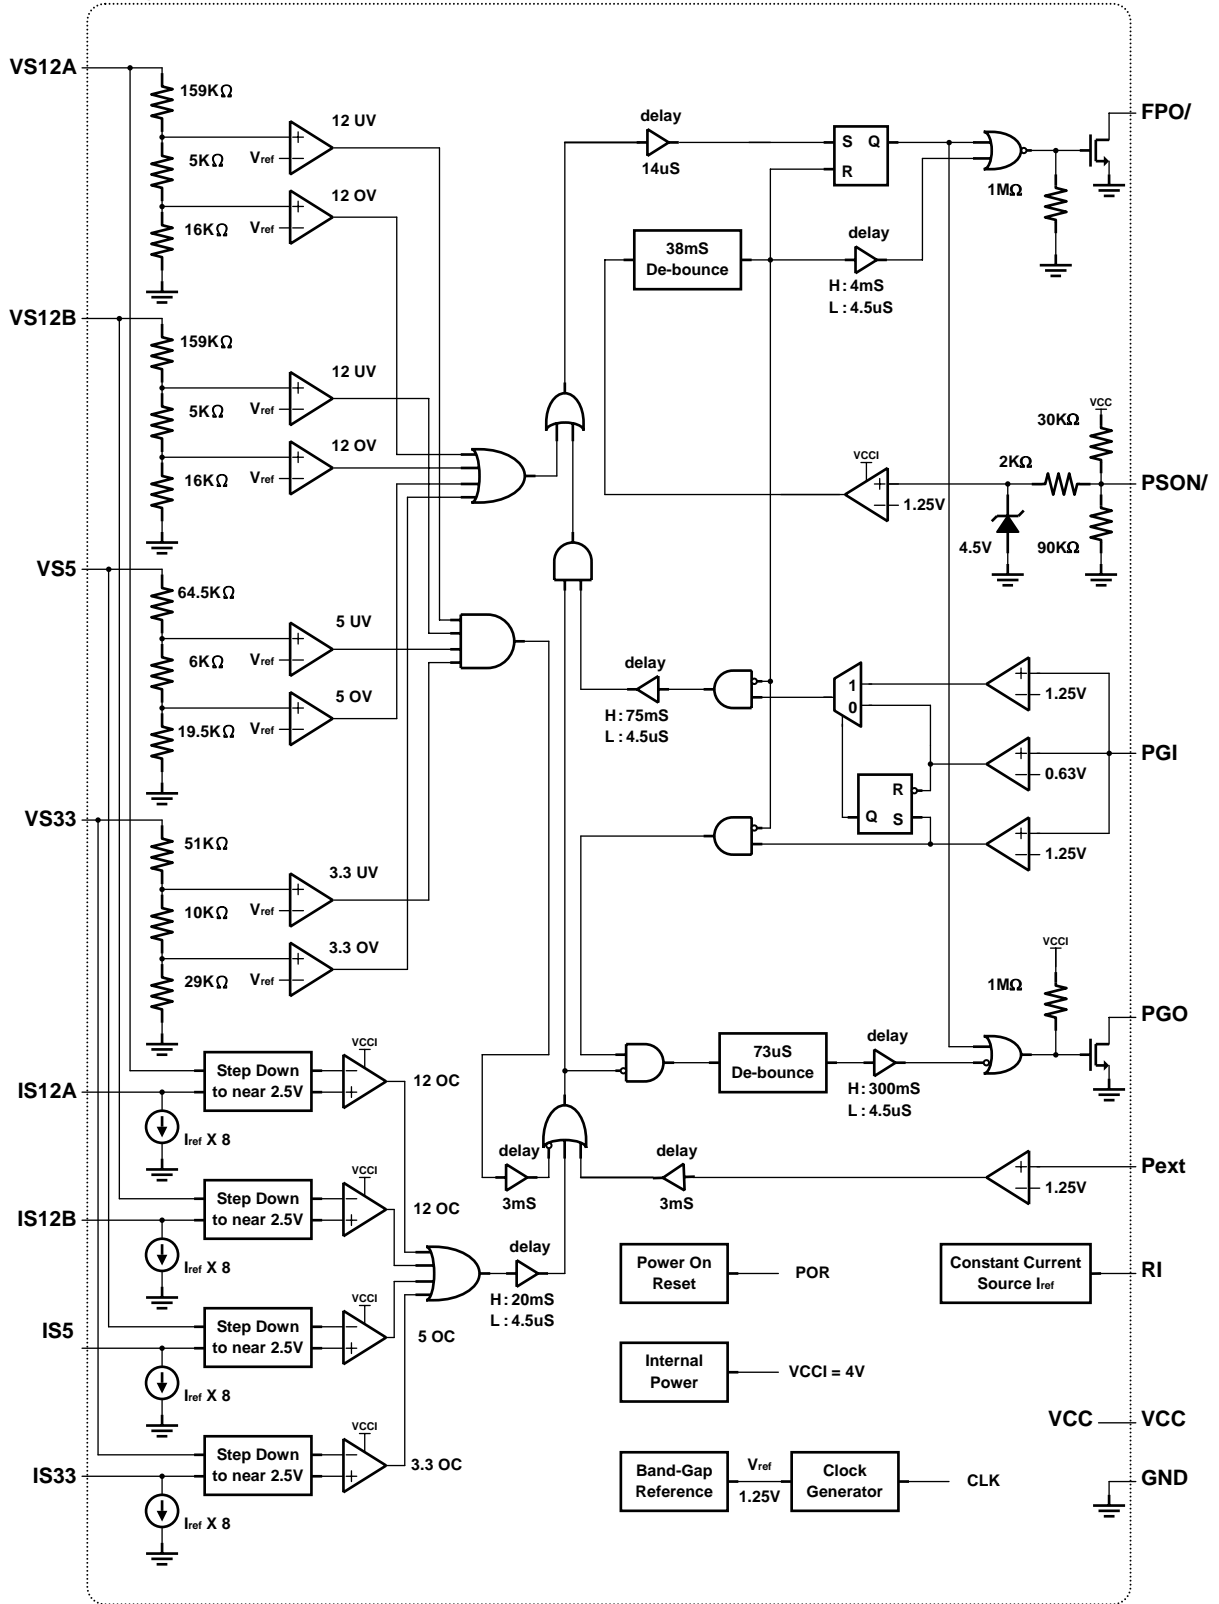 VS12A
159KΩ
12 UV
5KΩ
Vref
12 OV
16KΩ
Vref
delay
14uS
S
Q
R
1MΩ
FPO/
38mS
De-bounce
delay
H : 4mS
L : 4.5uS
VS12B
159KΩ
12 UV
5KΩ
Vref
12 OV
16KΩ
Vref
VCC
30KΩ
2KΩ
PSON/
VCCI
1.25V
4.5V
90KΩ
VS5
64.5KΩ
5 UV
6KΩ
Vref
5 OV
19.5KΩ
Vref
delay
H : 75mS
L : 4.5uS
1
0
1.25V
PGI
0.63V
R
Q
S
1.25V
VS33
51KΩ
3.3 UV
10KΩ
Vref
3.3 OV
29KΩ
Vref
VCCI
1MΩ
PGO
73uS
De-bounce
delay
H : 300mS
L : 4.5uS
VCCI
Step Down
to near 2.5V
12 OC
IS12A
Iref X 8
delay
3mS
delay
3mS
Pext
1.25V
VCCI
Step Down
to near 2.5V
12 OC
IS12B
Iref X 8
delay
H : 20mS
L : 4.5uS
Power On
Reset
POR
Constant Current
Source Iref
RI
VCCI
Step Down
to near 2.5V
5 OC
IS5
Iref X 8
Internal
Power
VCCI = 4V
VCC
VCC
VCCI
Step Down
to near 2.5V
3.3 OC
IS33
Iref X 8
Band-Gap
Reference
Vref
1.25V
Clock
Generator
CLK
GND